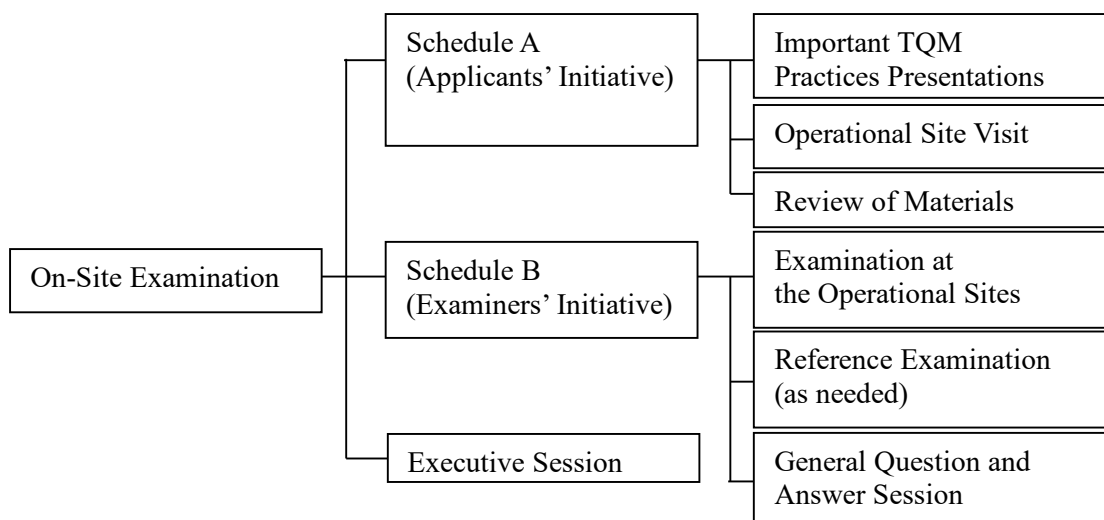 On-Site Examination
Schedule A
(Applicants’ Initiative)
Important TQM
Practices Presentations
Operational Site Visit
Review of Materials
Schedule B
(Examiners’ Initiative)
Examination at
the Operational Sites
Reference Examination
(as needed)
General Question and
Answer Session
Executive Session